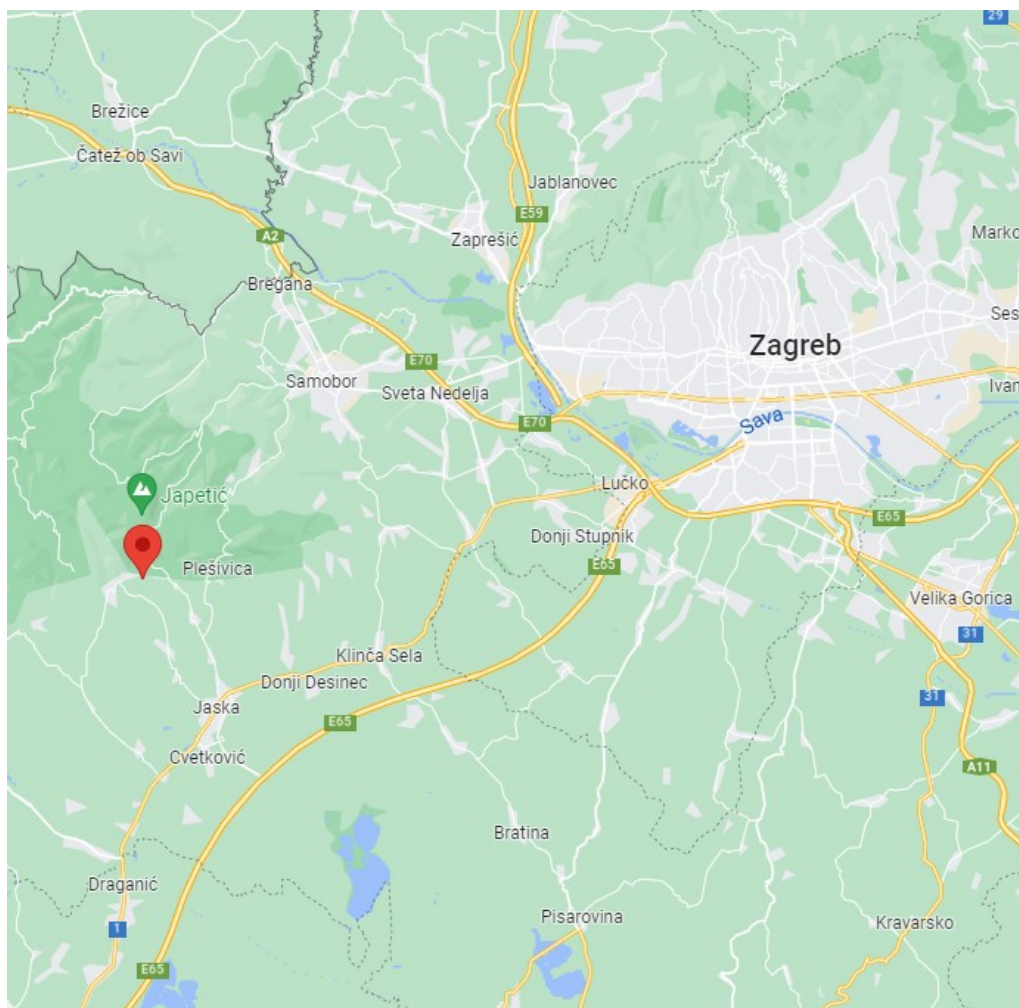 29
Brežice
Čatež ob Savi
Jablanovec
E59
Zaprešić
Marko
A2
Bregana
Ses
Zagreb
E70
Samobor
Sveta Nedelja
Ivan
E70
Sava
Lučko
Japetić
E65
Donji Stupnik
E65
Plešivica
Velika Gorica
31
Klinča Sela
Donji Desinec
31
Jaska
E65
Cvetković
A11
Bratina
Draganić
Pisarovina
Kravarsko
1
E65